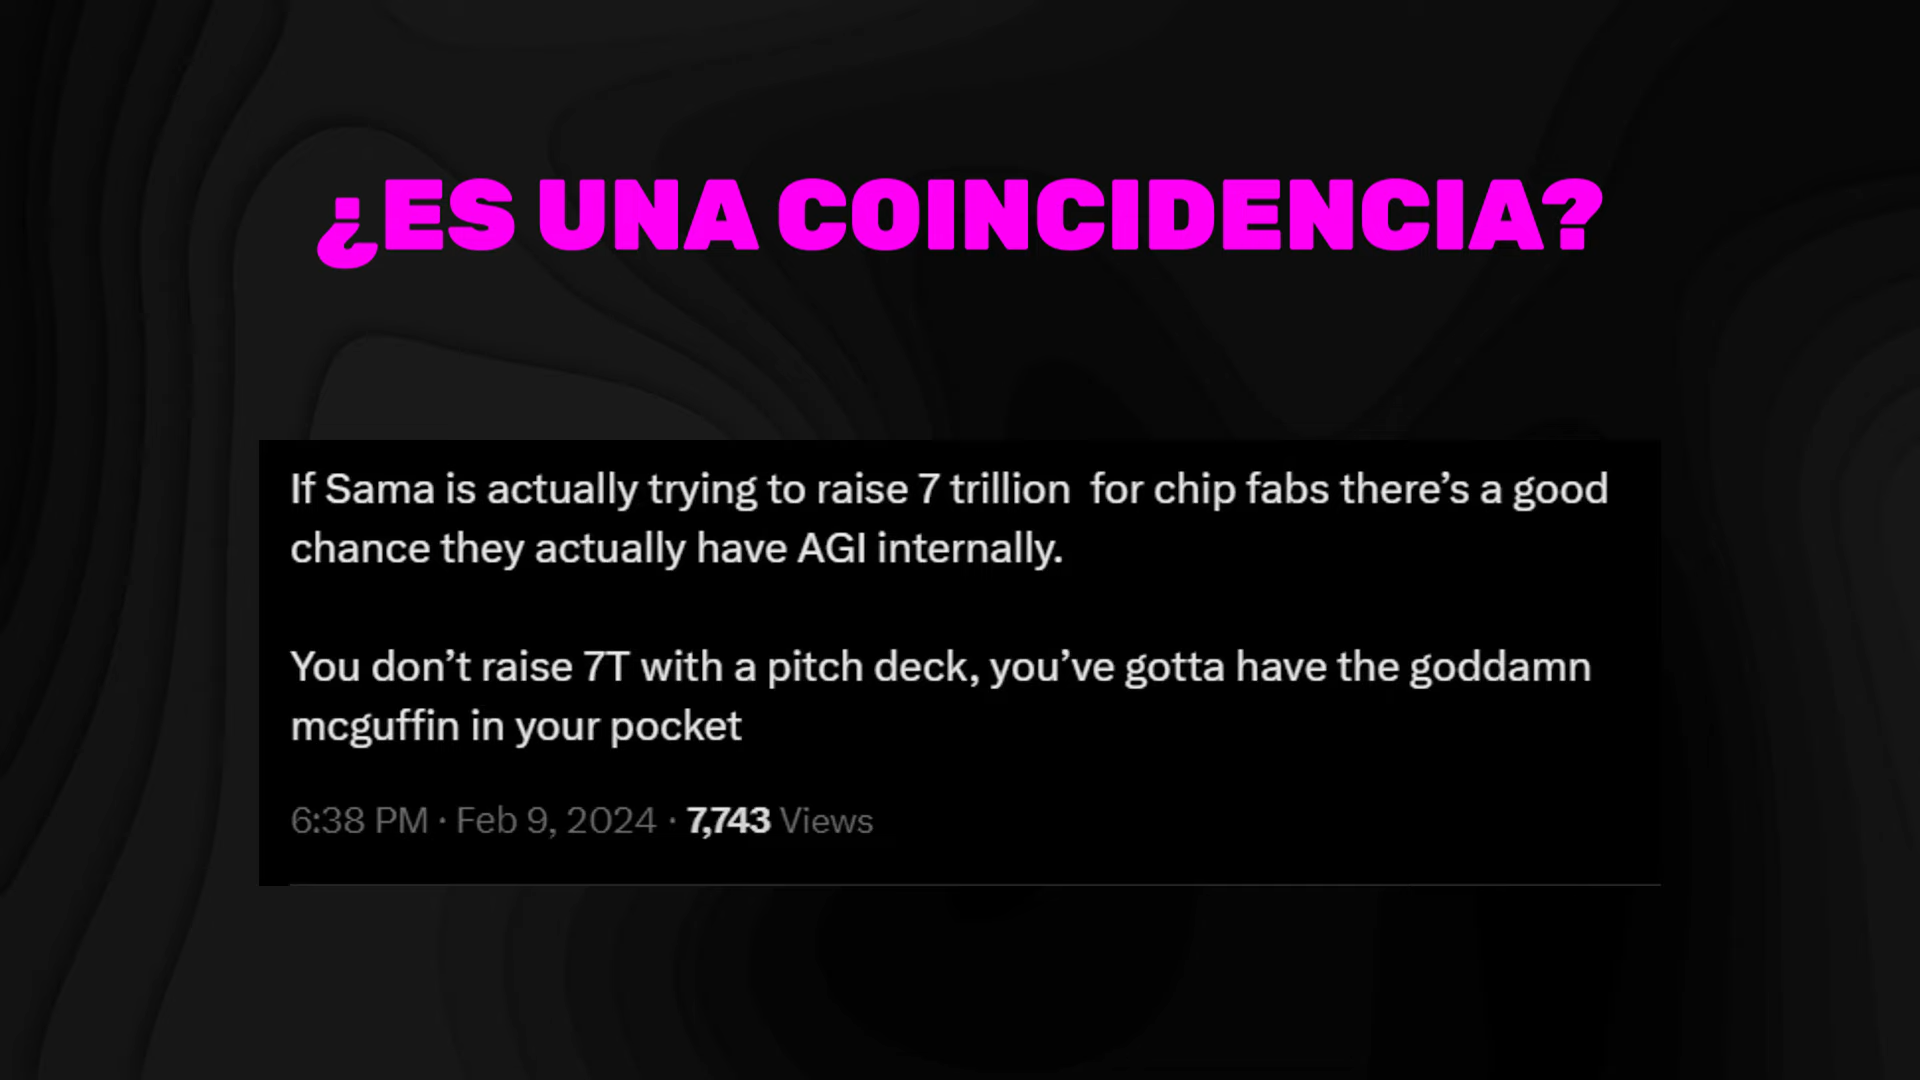 ¿ES UNA COINCIDENCIA?
If Sama is actually trying to raise 7 trillion  for chip fabs there’s a good
chance they actually have AGI internally.
You don’t raise 7T with a pitch deck, you’ve gotta have the goddamn
mcguffin in your pocket
6:38 PM · Feb 9, 2024 · 7,743 Views